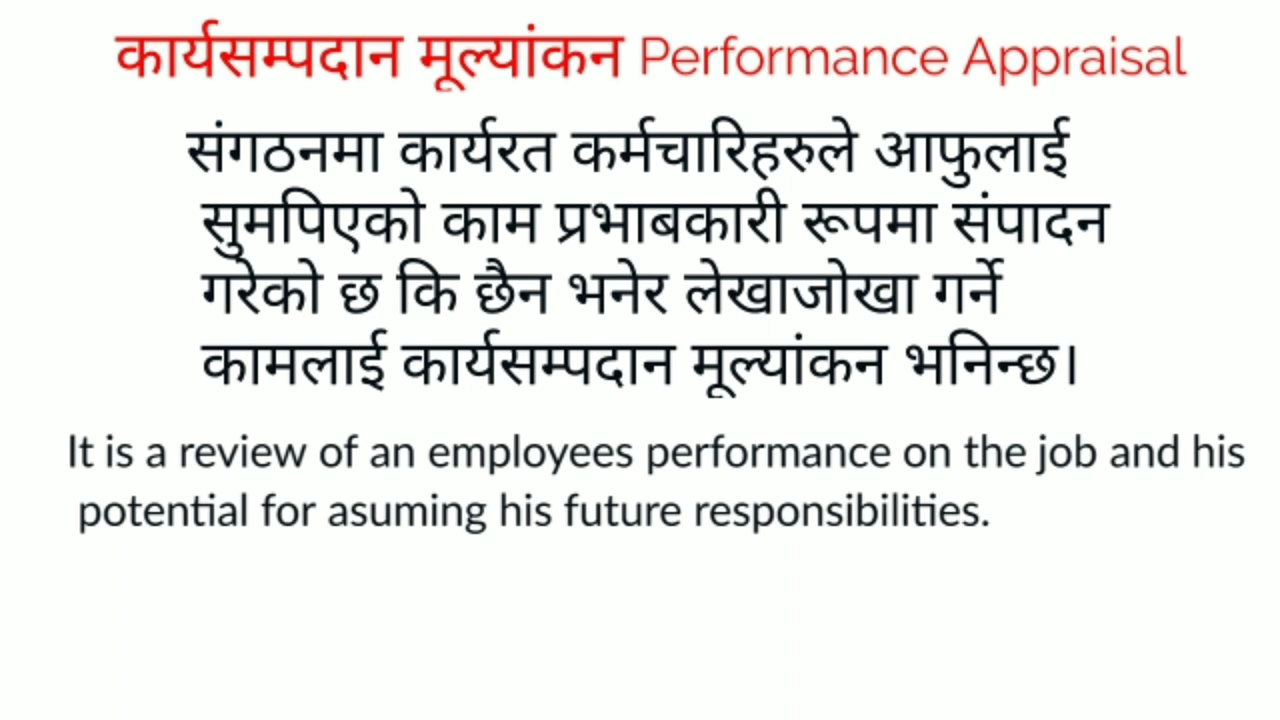 कार्यसम्पदान मूल्यांकन Performance Appraisal
संगठनमा कार्यरत कर्मचारिहरुले आफुलाई
सुमपिएको काम प्रभाबकारी रूपमा संपादन
गरेको छ कि छैन भनेर लेखाजोखा गर्ने
कामलाई कार्यसम्पदान मूल्यांकन भनिन्छ।
It is a review of an employees performance on the job and his
potential for asuming his future responsibilities.